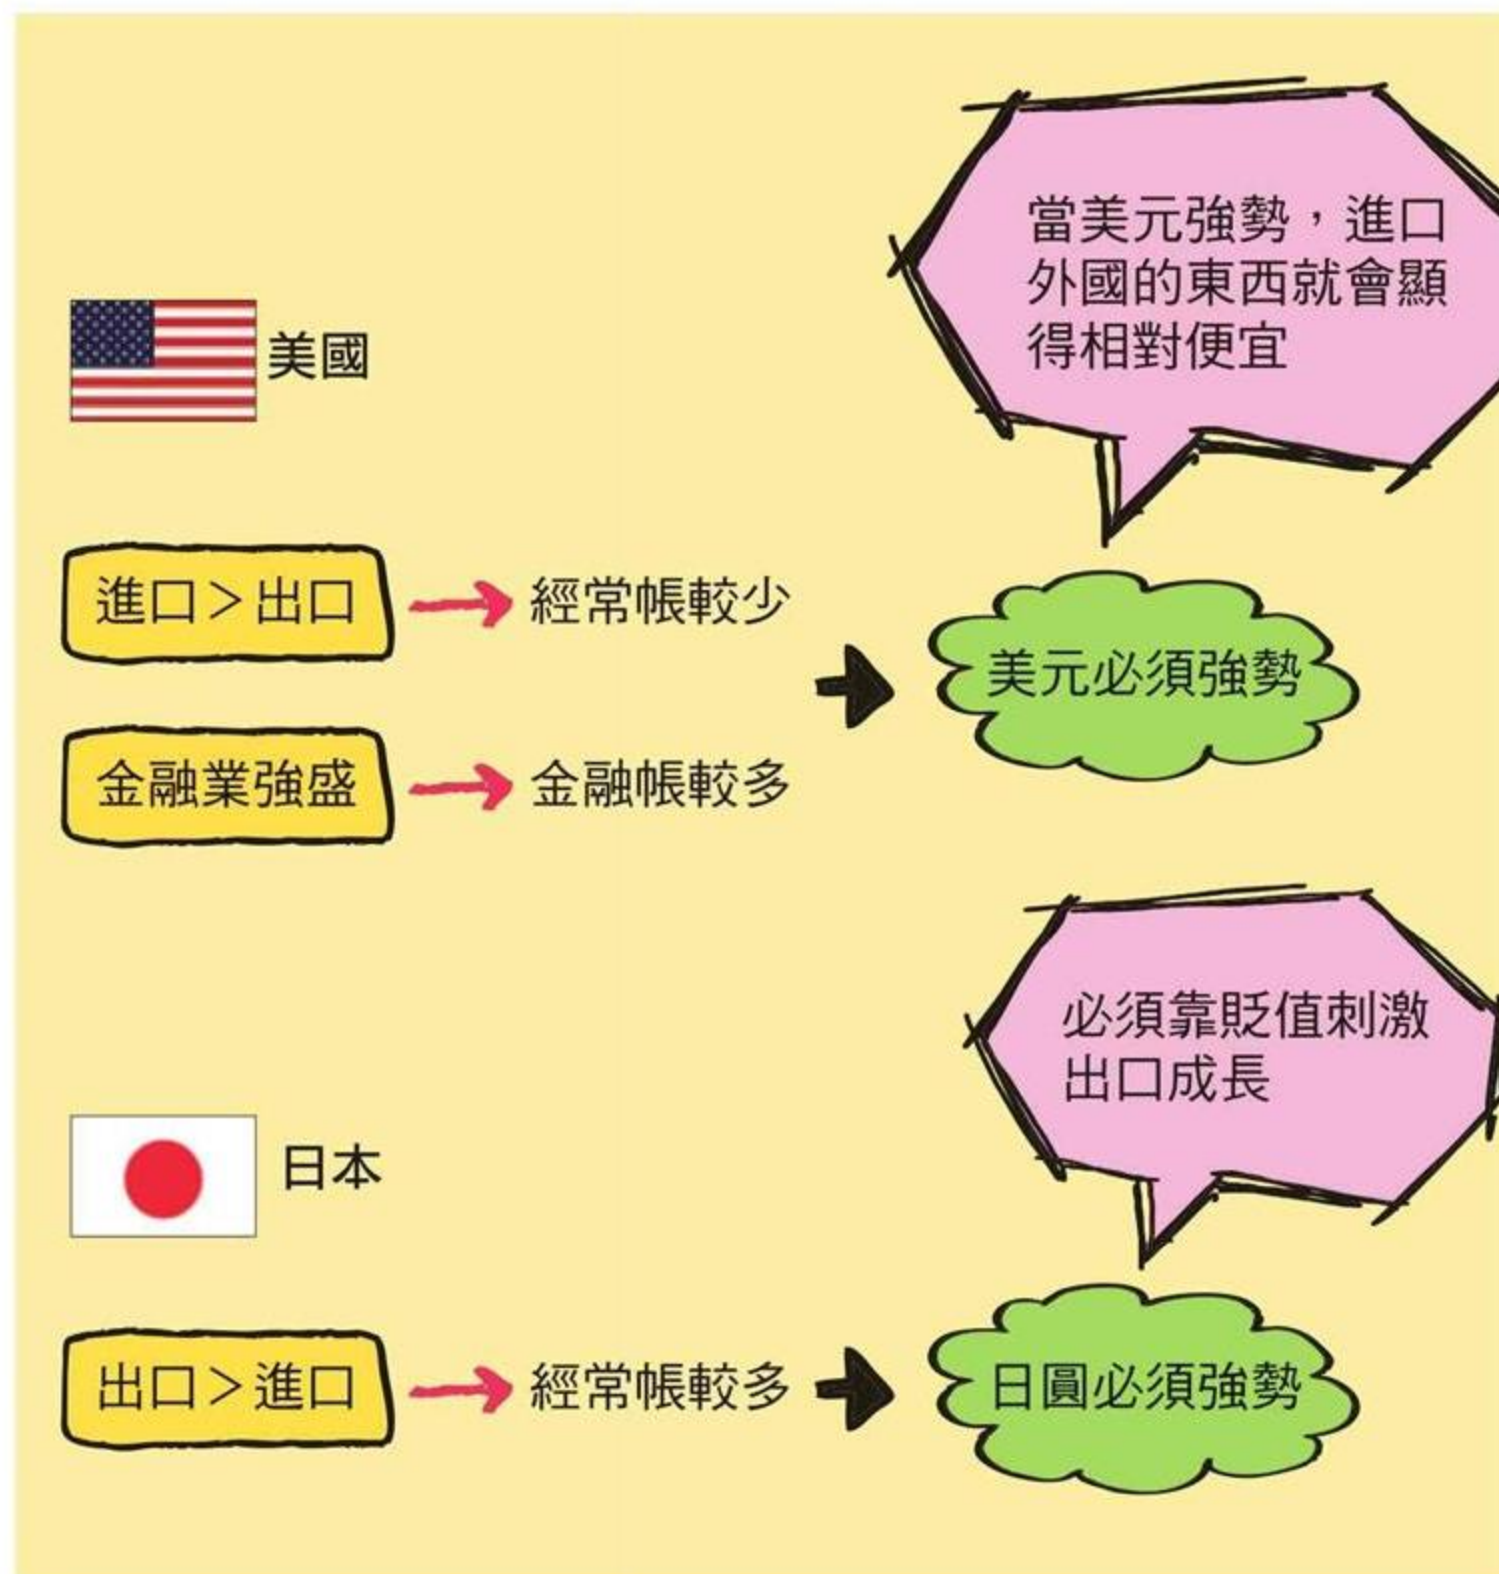 當美元強勢，進口
外國的東西就會顯
得相對便宜
美國
進口＞出口
經常帳較少
美元必須強勢
金融業強盛
金融帳較多
必須靠貶值刺激
出口成長
日本
出口＞進口
經常帳較多
日圓必須強勢